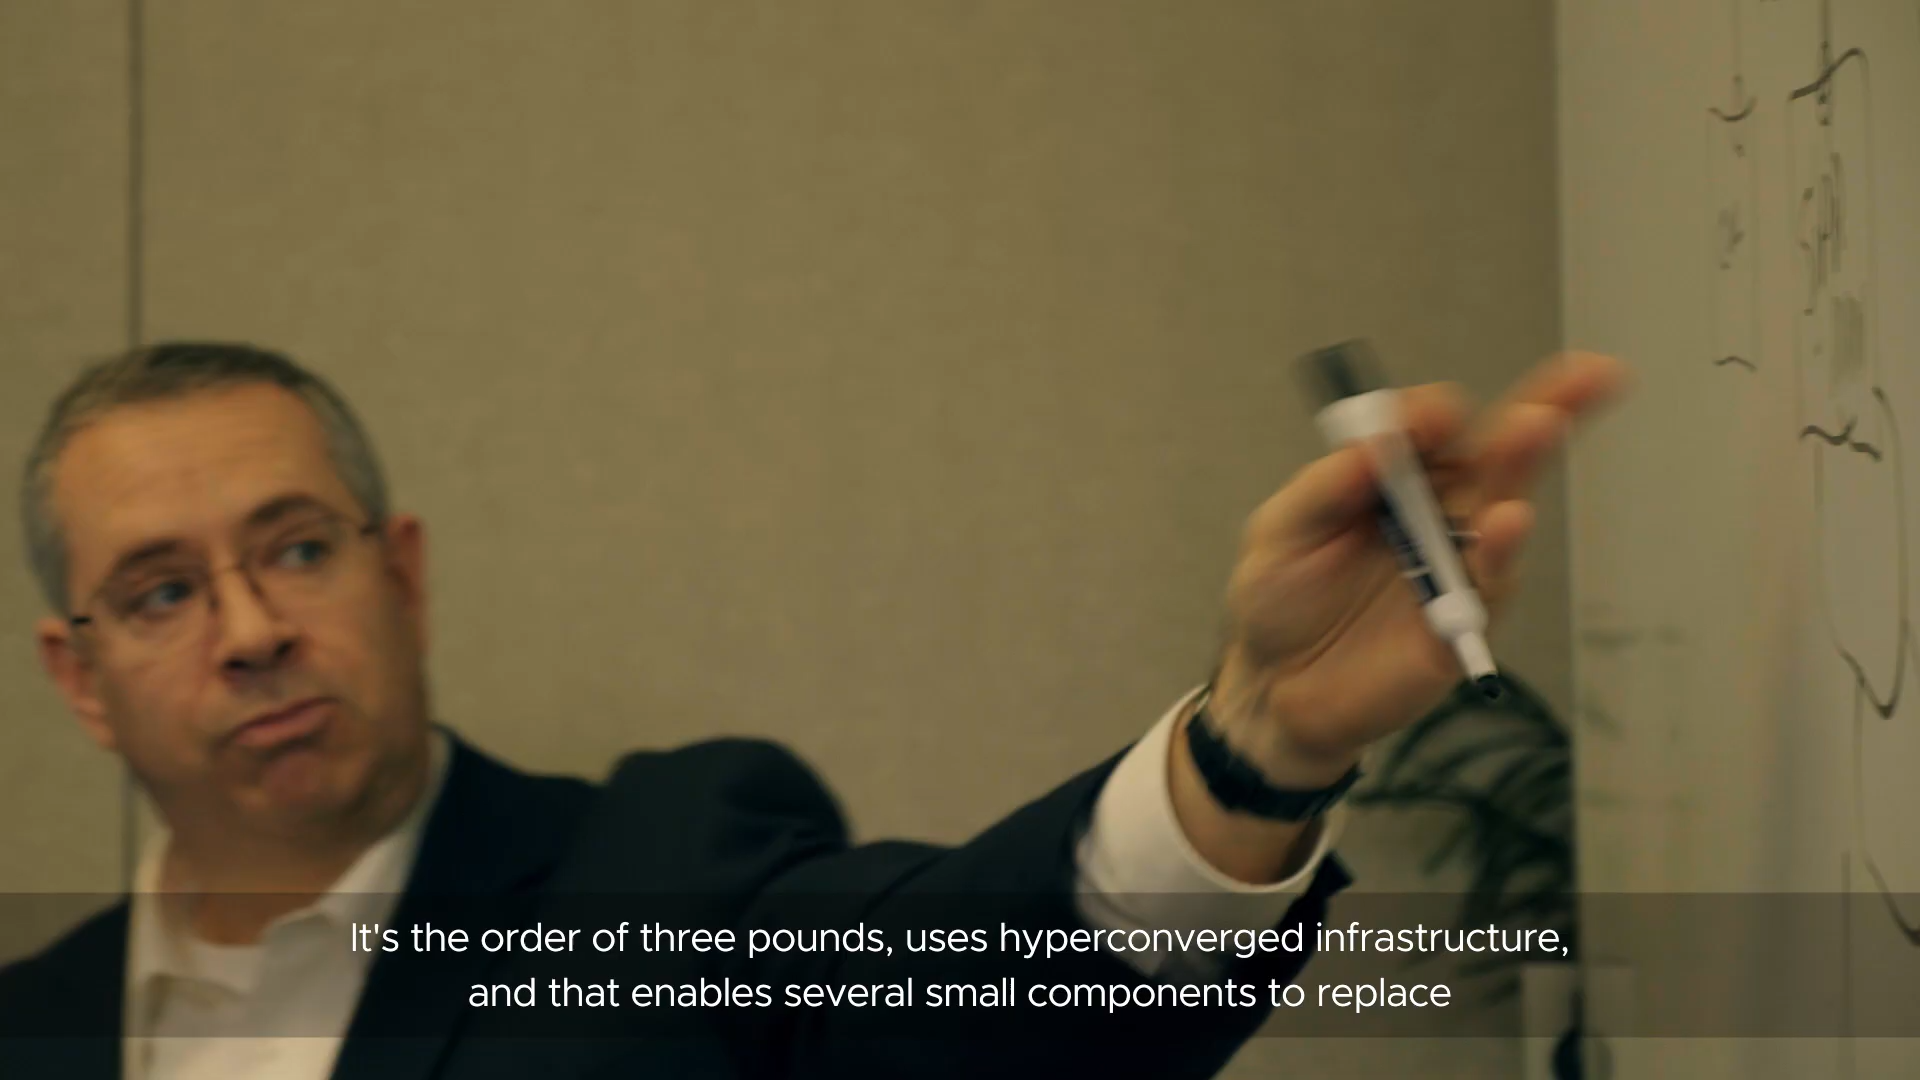 It's the order of three pounds, uses hyperconverged infrastructure,
and that enables several small components to replace